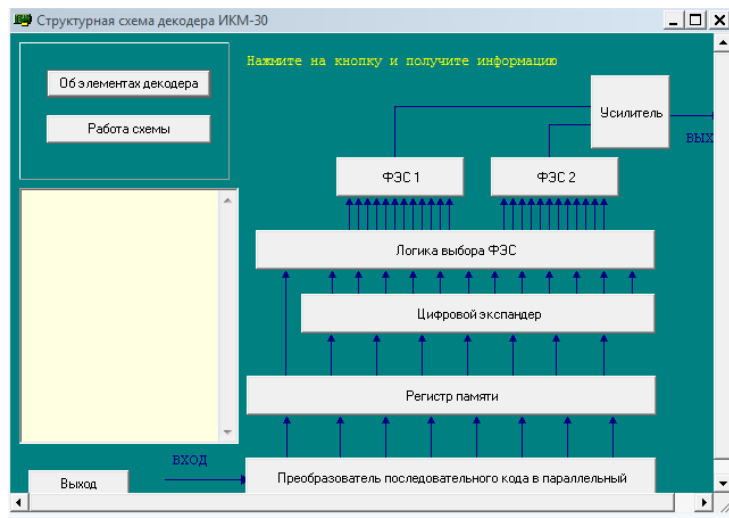 Структурная схема декодера ИКМ-30
Об элементах декодера
Работа схемы
Нажмите на кнопку и получите информацию
Усилитель
ВЫХ
ФЭС 1
ФЭС 2
Логика выбора ФЭС
Цифровой экспандер
Регистр памяти
ВХОД
Преобразователь последовательного кода в параллельный
Выход